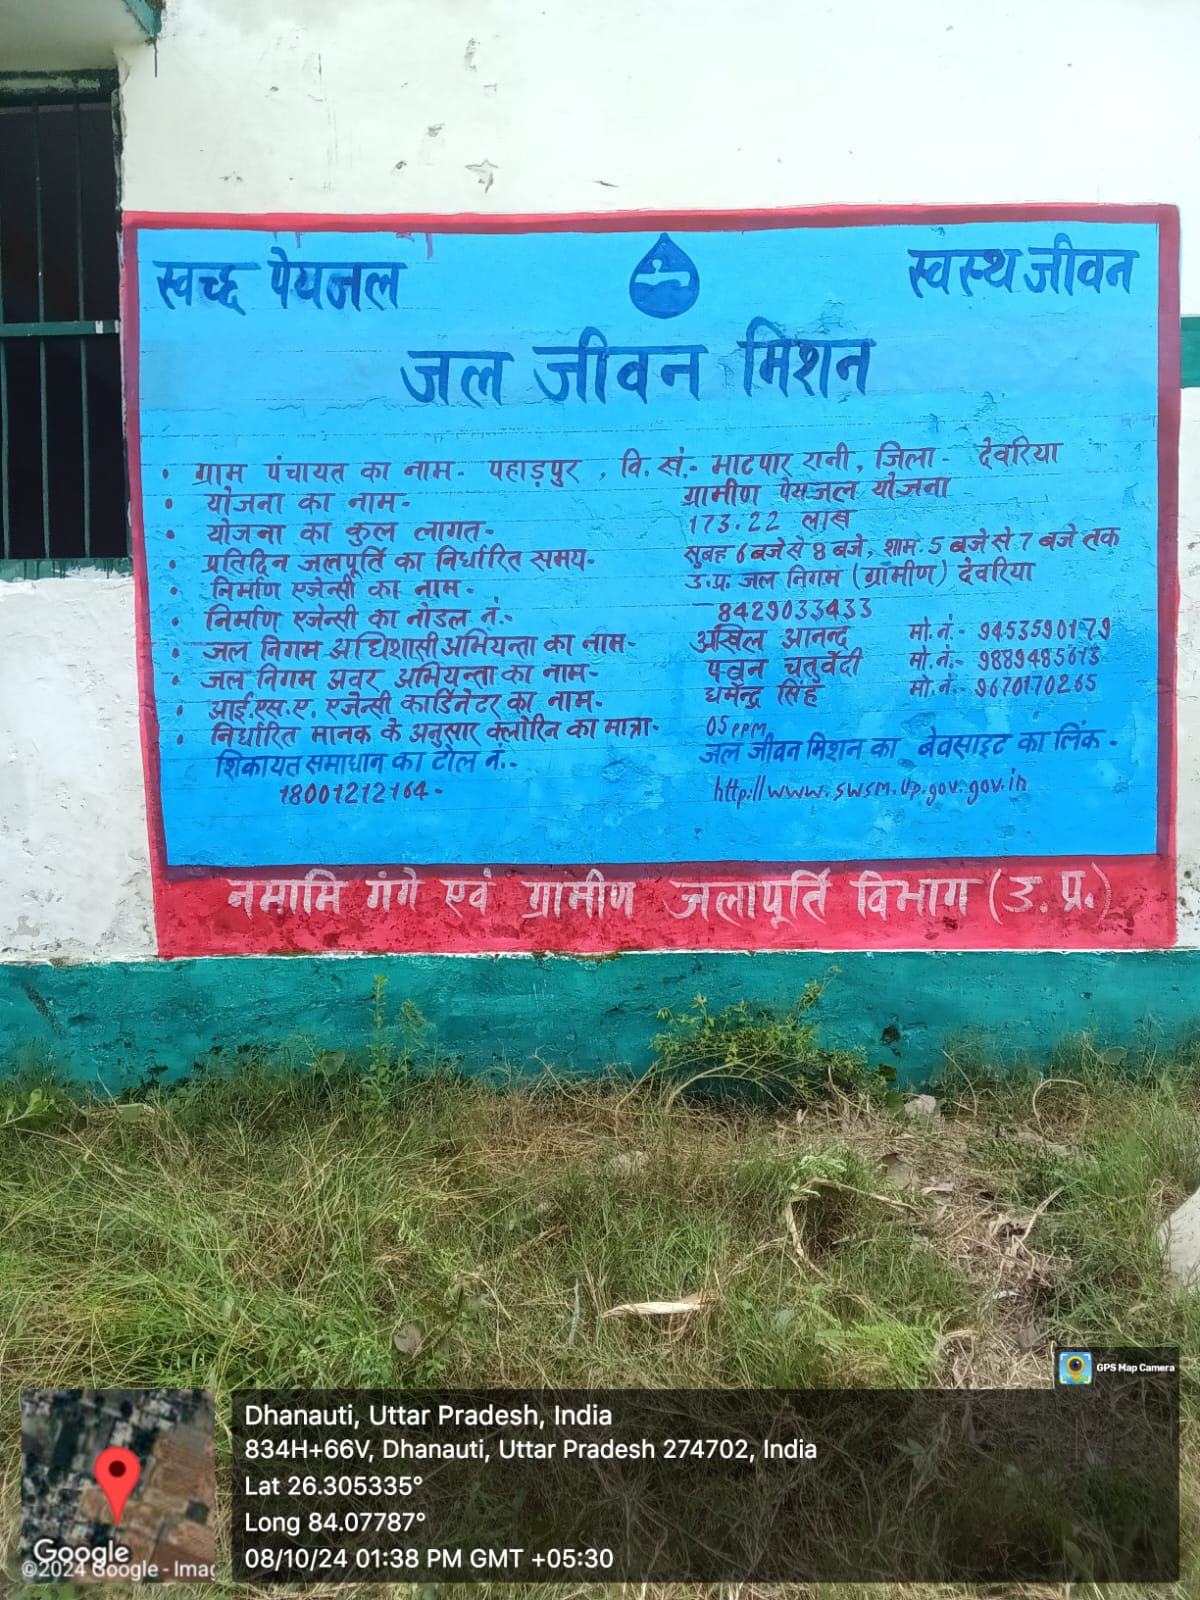 स्वच्छ पेयजल स्वस्थ जीवन
जल जीवन मिशन
• ग्राम पंचायत का नाम- पहाड़पुर , वि. सं.- भाटपार रानी, जिला- देवरिया
• योजना का नाम- ग्रामीण पेयजल योजना
• योजना का कुल लागत- 173.22 लाख
• प्रतिदिन जलपूर्ति का निर्धारित समय- सुबह 6 बजे से 8 बजे, शाम 5 बजे से 7 बजे तक
• निर्माण एजेन्सी का नाम- उ.प्र. जल निगम (ग्रामीण) देवरिया
• निर्माण एजेन्सी का नोडल नं.- 8429033433
• जल निगम अधिशासी अभियन्ता का नाम- अखिल आनन्द मो.नं.- 9453590179
• जल निगम अवर अभियन्ता का नाम- पवन चतुर्वेदी मो.नं.- 9889485673
• आई.एस.ए. एजेन्सी कार्डिनेटर का नाम- धर्मेन्द्र सिंह मो.नं.- 9670170265
• निर्धारित मानक के अनुसार क्लोरिन का मात्रा- 05 PPM
शिकायत समाधान का टोल नं.- जल जीवन मिशन का बेवसाइट का लिंक -
18001212164- http://www.swsm.up.gov.gov.in
नमामि गंगे एवं ग्रामीण जलापूर्ति विभाग (उ.प्र.)
GPS Map Camera
Dhanauti, Uttar Pradesh, India
834H+66V, Dhanauti, Uttar Pradesh 274702, India
Lat 26.305335°
Long 84.07787°
08/10/24 01:38 PM GMT +05:30
Google
©2024 Google - Imag